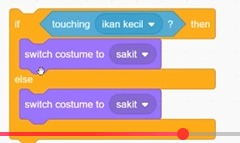 if touching ikan kecil ? then
switch costume to sakit
else
switch costume to sakit